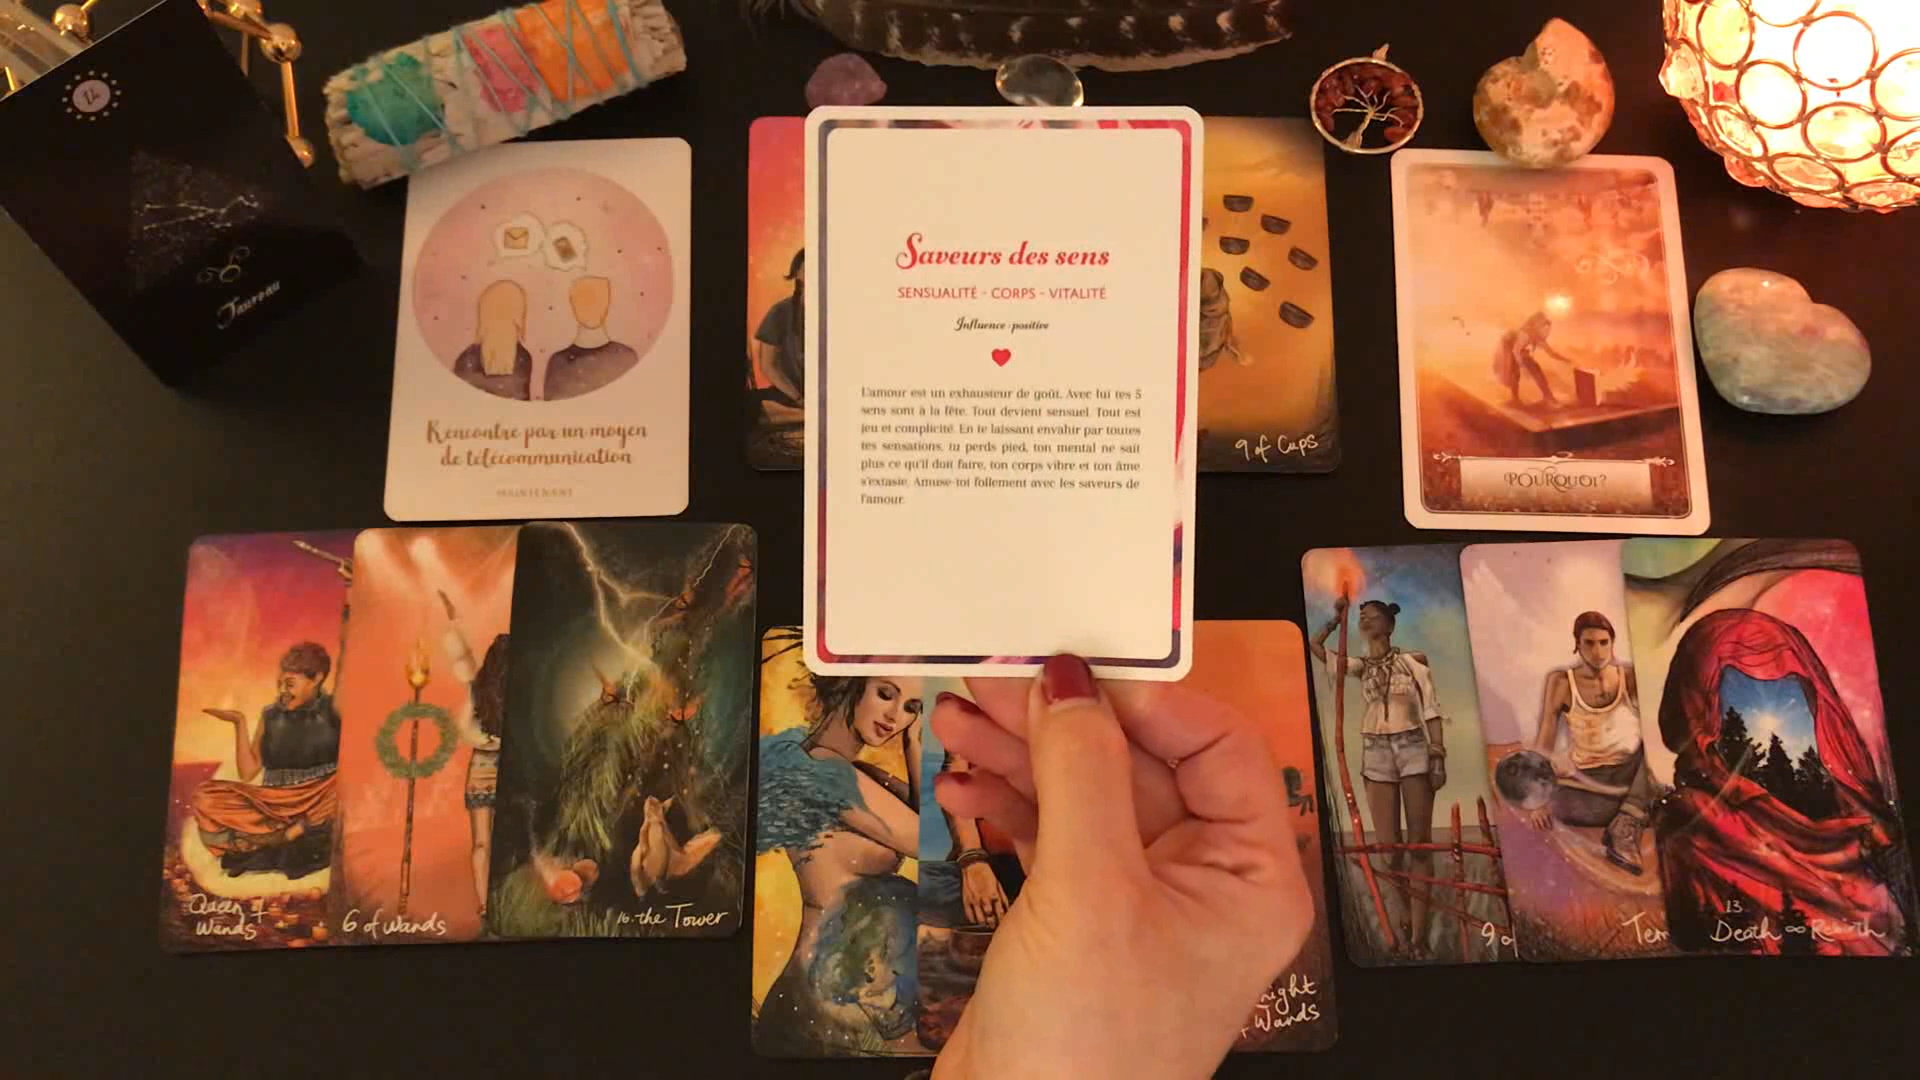 Taureau
Rencontre par un moyen
de télécommunication
MAINTENANT
Saveurs des sens
SENSUALITÉ - CORPS - VITALITÉ
Influence : positive
L'amour est un exhausteur de goût. Avec lui tes 5
sens sont à la fête. Tout devient sensuel. Tout est
jeu et complicité. En te laissant envahir par toutes
tes sensations, tu perds pied, ton mental ne sait
plus ce qu'il doit faire, ton corps vibre et ton âme
s'extasie. Amuse-toi follement avec les saveurs de
l'amour.
9 of Cups
POURQUOI?
Queen of
Wands
6 of Wands
16. the Tower
Wands
9 o
Tem
13
Death ∞ Rebirth